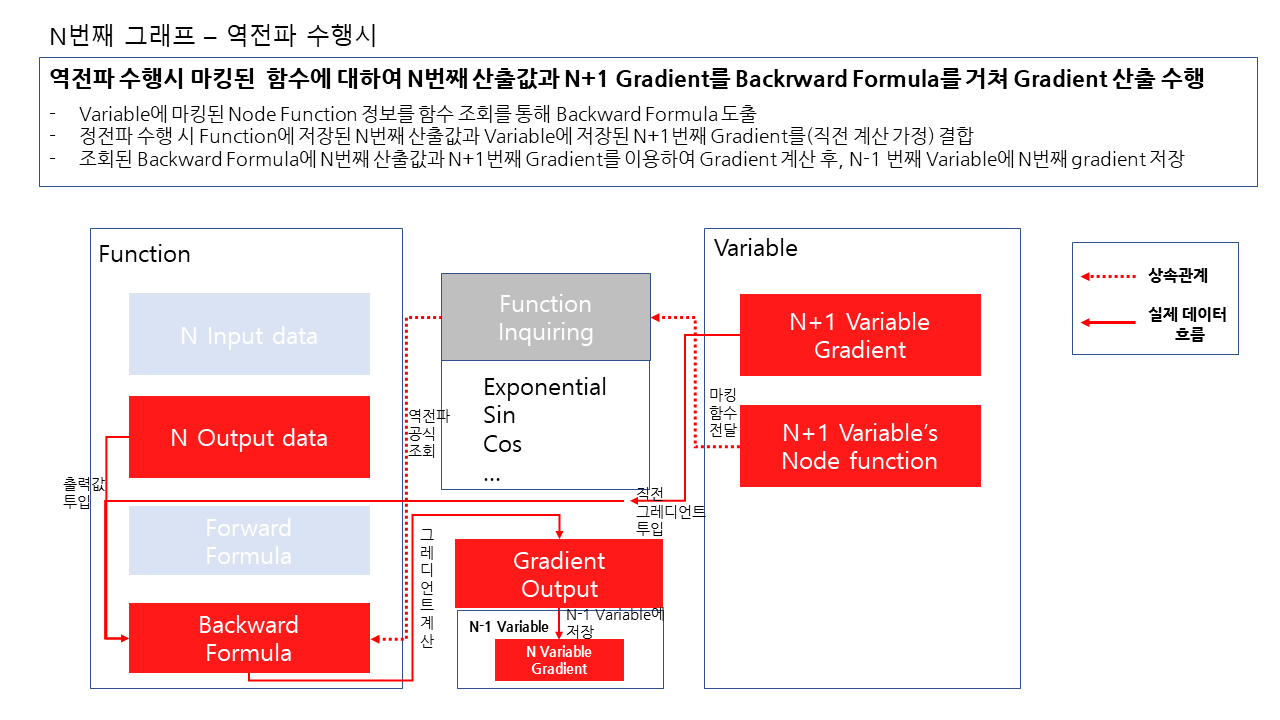 N번째 그래프 – 역전파 수행시
역전파 수행시 마킹된 함수에 대하여 N번째 산출값과 N+1 Gradient를 Backrward Formula를 거쳐 Gradient 산출 수행
- Variable에 마킹된 Node Function 정보를 함수 조회를 통해 Backward Formula 도출
- 정전파 수행 시 Function에 저장된 N번째 산출값과 Variable에 저장된 N+1번째 Gradient를(직전 계산 가정) 결합
- 조회된 Backward Formula에 N번째 산출값과 N+1번째 Gradient를 이용하여 Gradient 계산 후, N-1 번째 Variable에 N번째 gradient 저장
Function
N Input data
N Output data
출력값
투입
Forward
Formula
Backward
Formula
역전파
공식
조회
그
레
디
언
트
계
산
Function
Inquiring
Exponential
Sin
Cos
...
직전
그레디언트
투입
Gradient
Output
N-1 Variable에
저장
N-1 Variable
N Variable
Gradient
Variable
N+1 Variable
Gradient
마킹
함수
전달
N+1 Variable’s
Node function
상속관계
실제 데이터
흐름